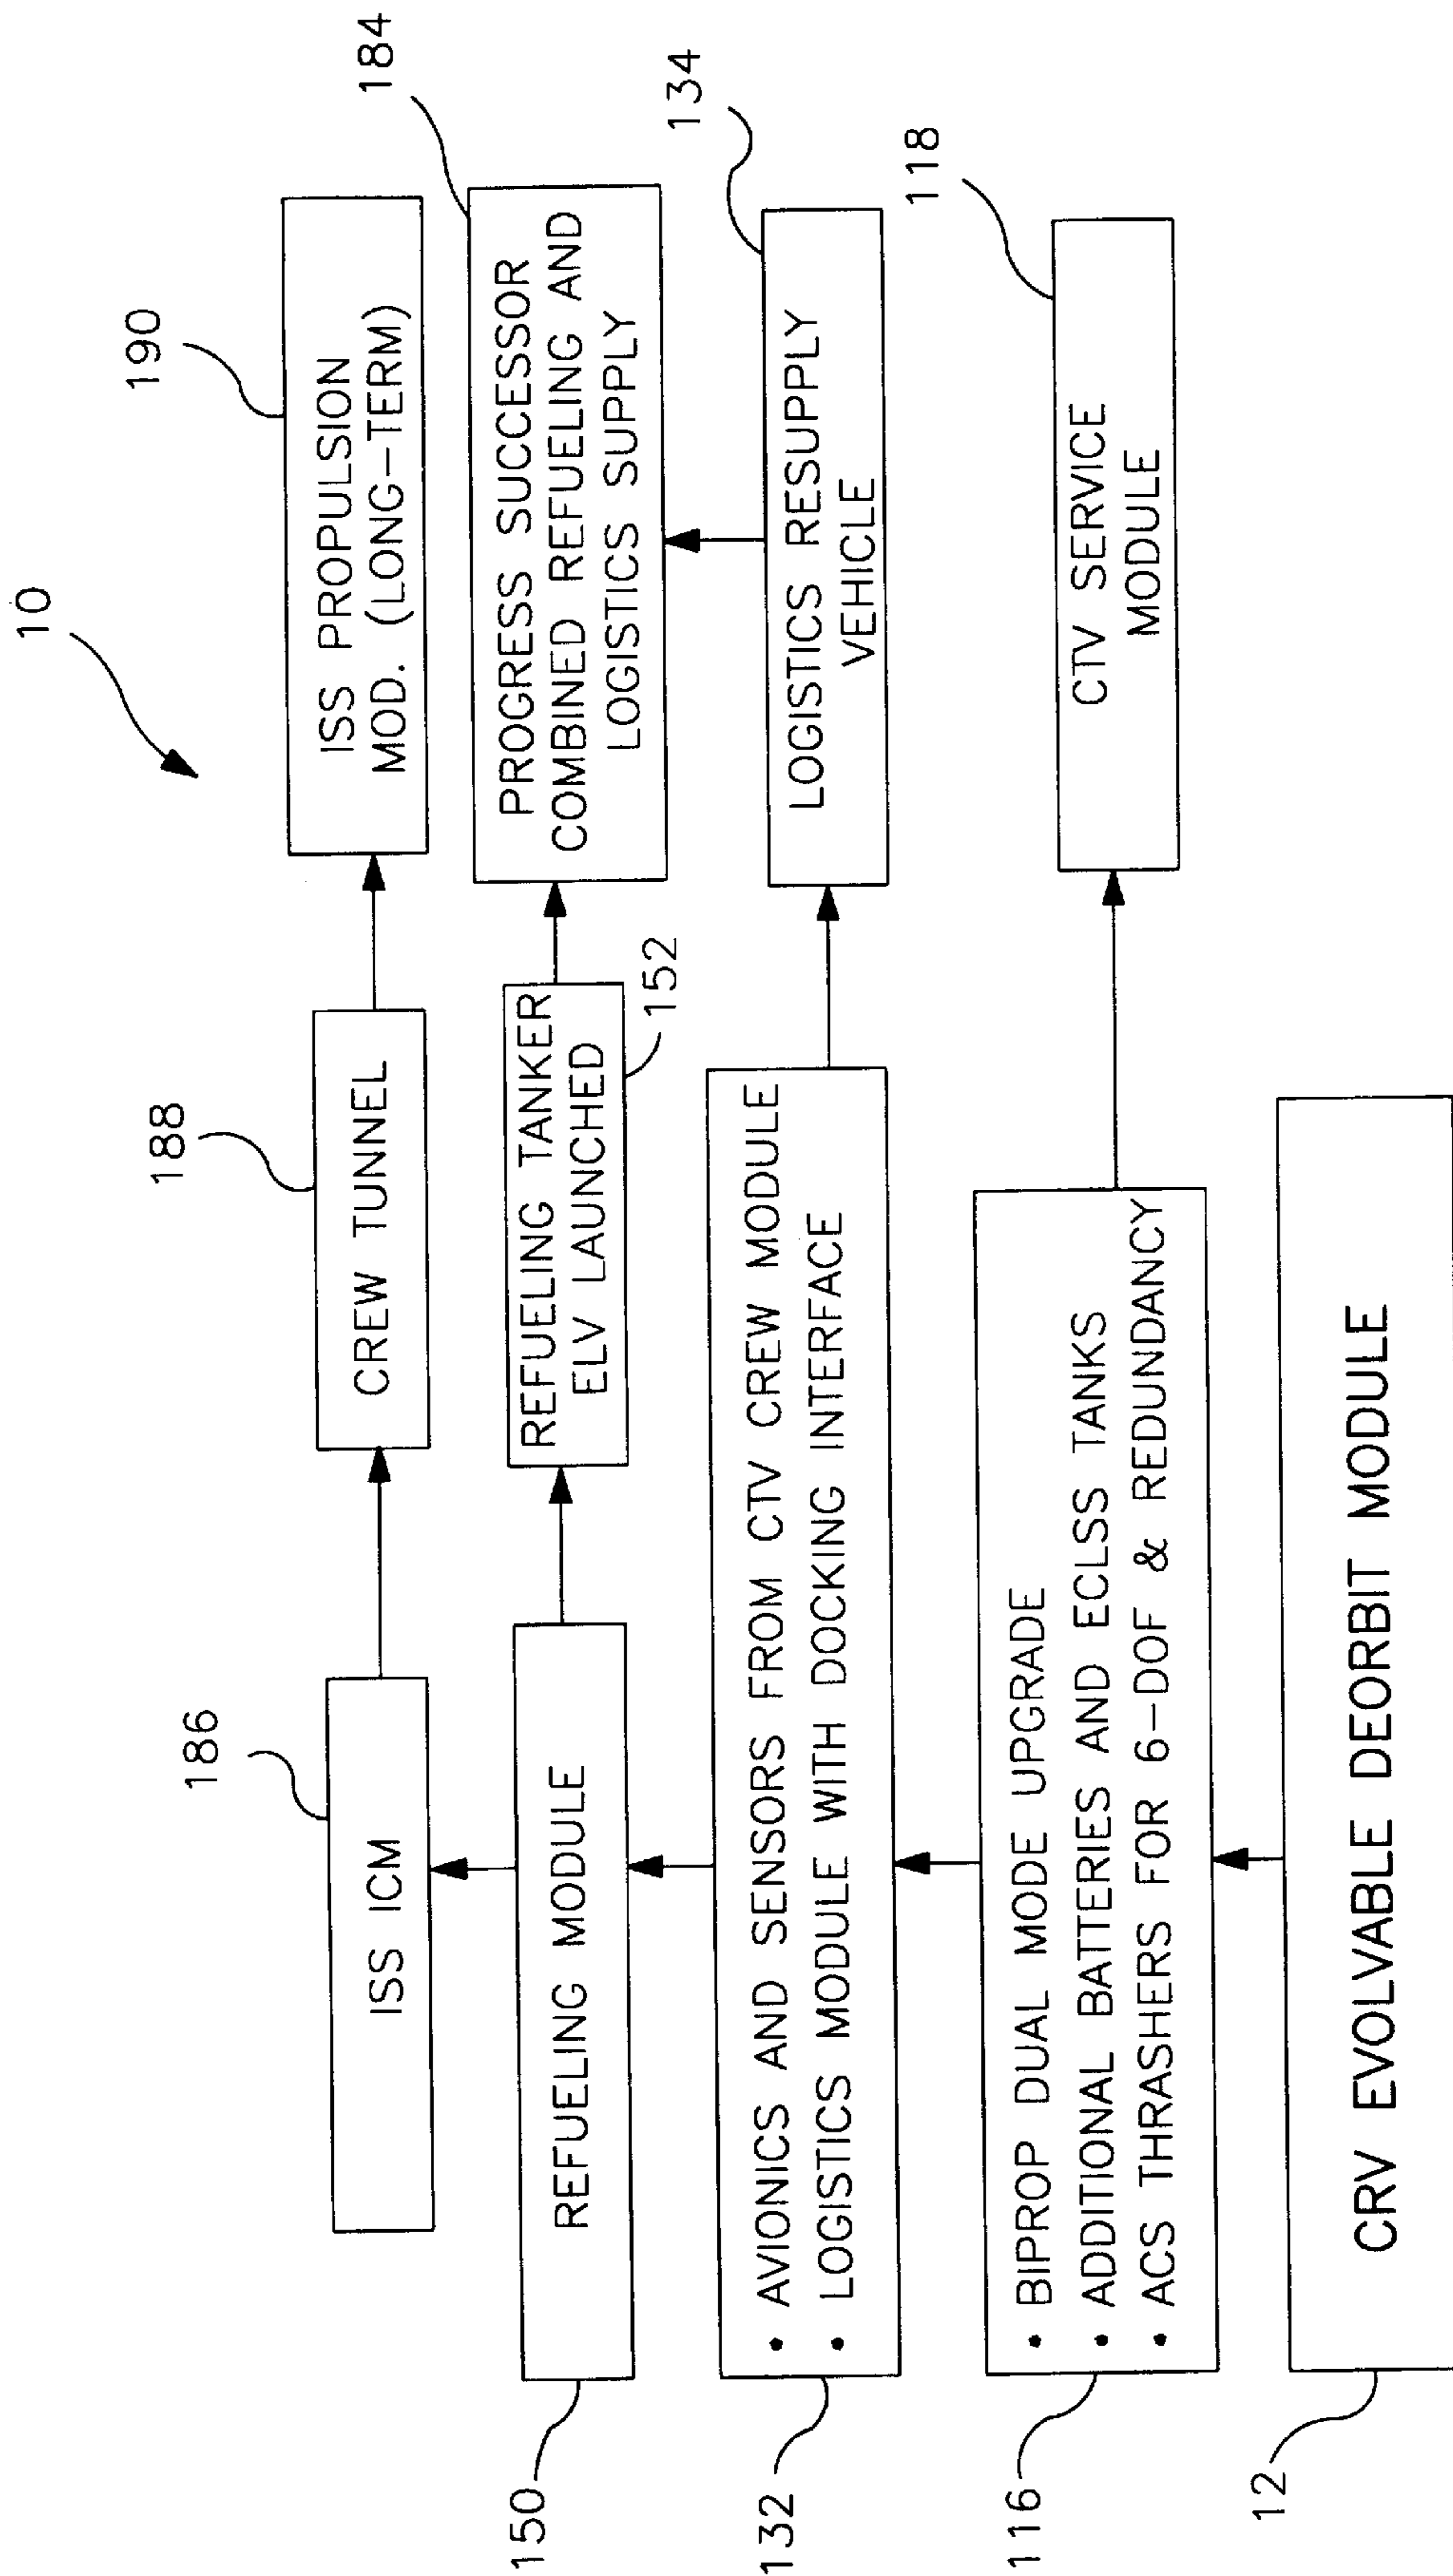 10
190
ISS PROPULSION
MOD. (LONG-TERM)
188
CREW TUNNEL
186
ISS ICM
184
PROGRESS SUCCESSOR
COMBINED REFUELING AND
LOGISTICS SUPPLY
REFUELING TANKER
ELV LAUNCHED
152
REFUELING MODULE
150
134
LOGISTICS RESUPPLY
VEHICLE
• AVIONICS AND SENSORS FROM CTV CREW MODULE
• LOGISTICS MODULE WITH DOCKING INTERFACE
132
118
CTV SERVICE
MODULE
• BIPROP DUAL MODE UPGRADE
• ADDITIONAL BATTERIES AND ECLSS TANKS
• ACS THRASHERS FOR 6-DOF & REDUNDANCY
116
CRV EVOLVABLE DEORBIT MODULE
12